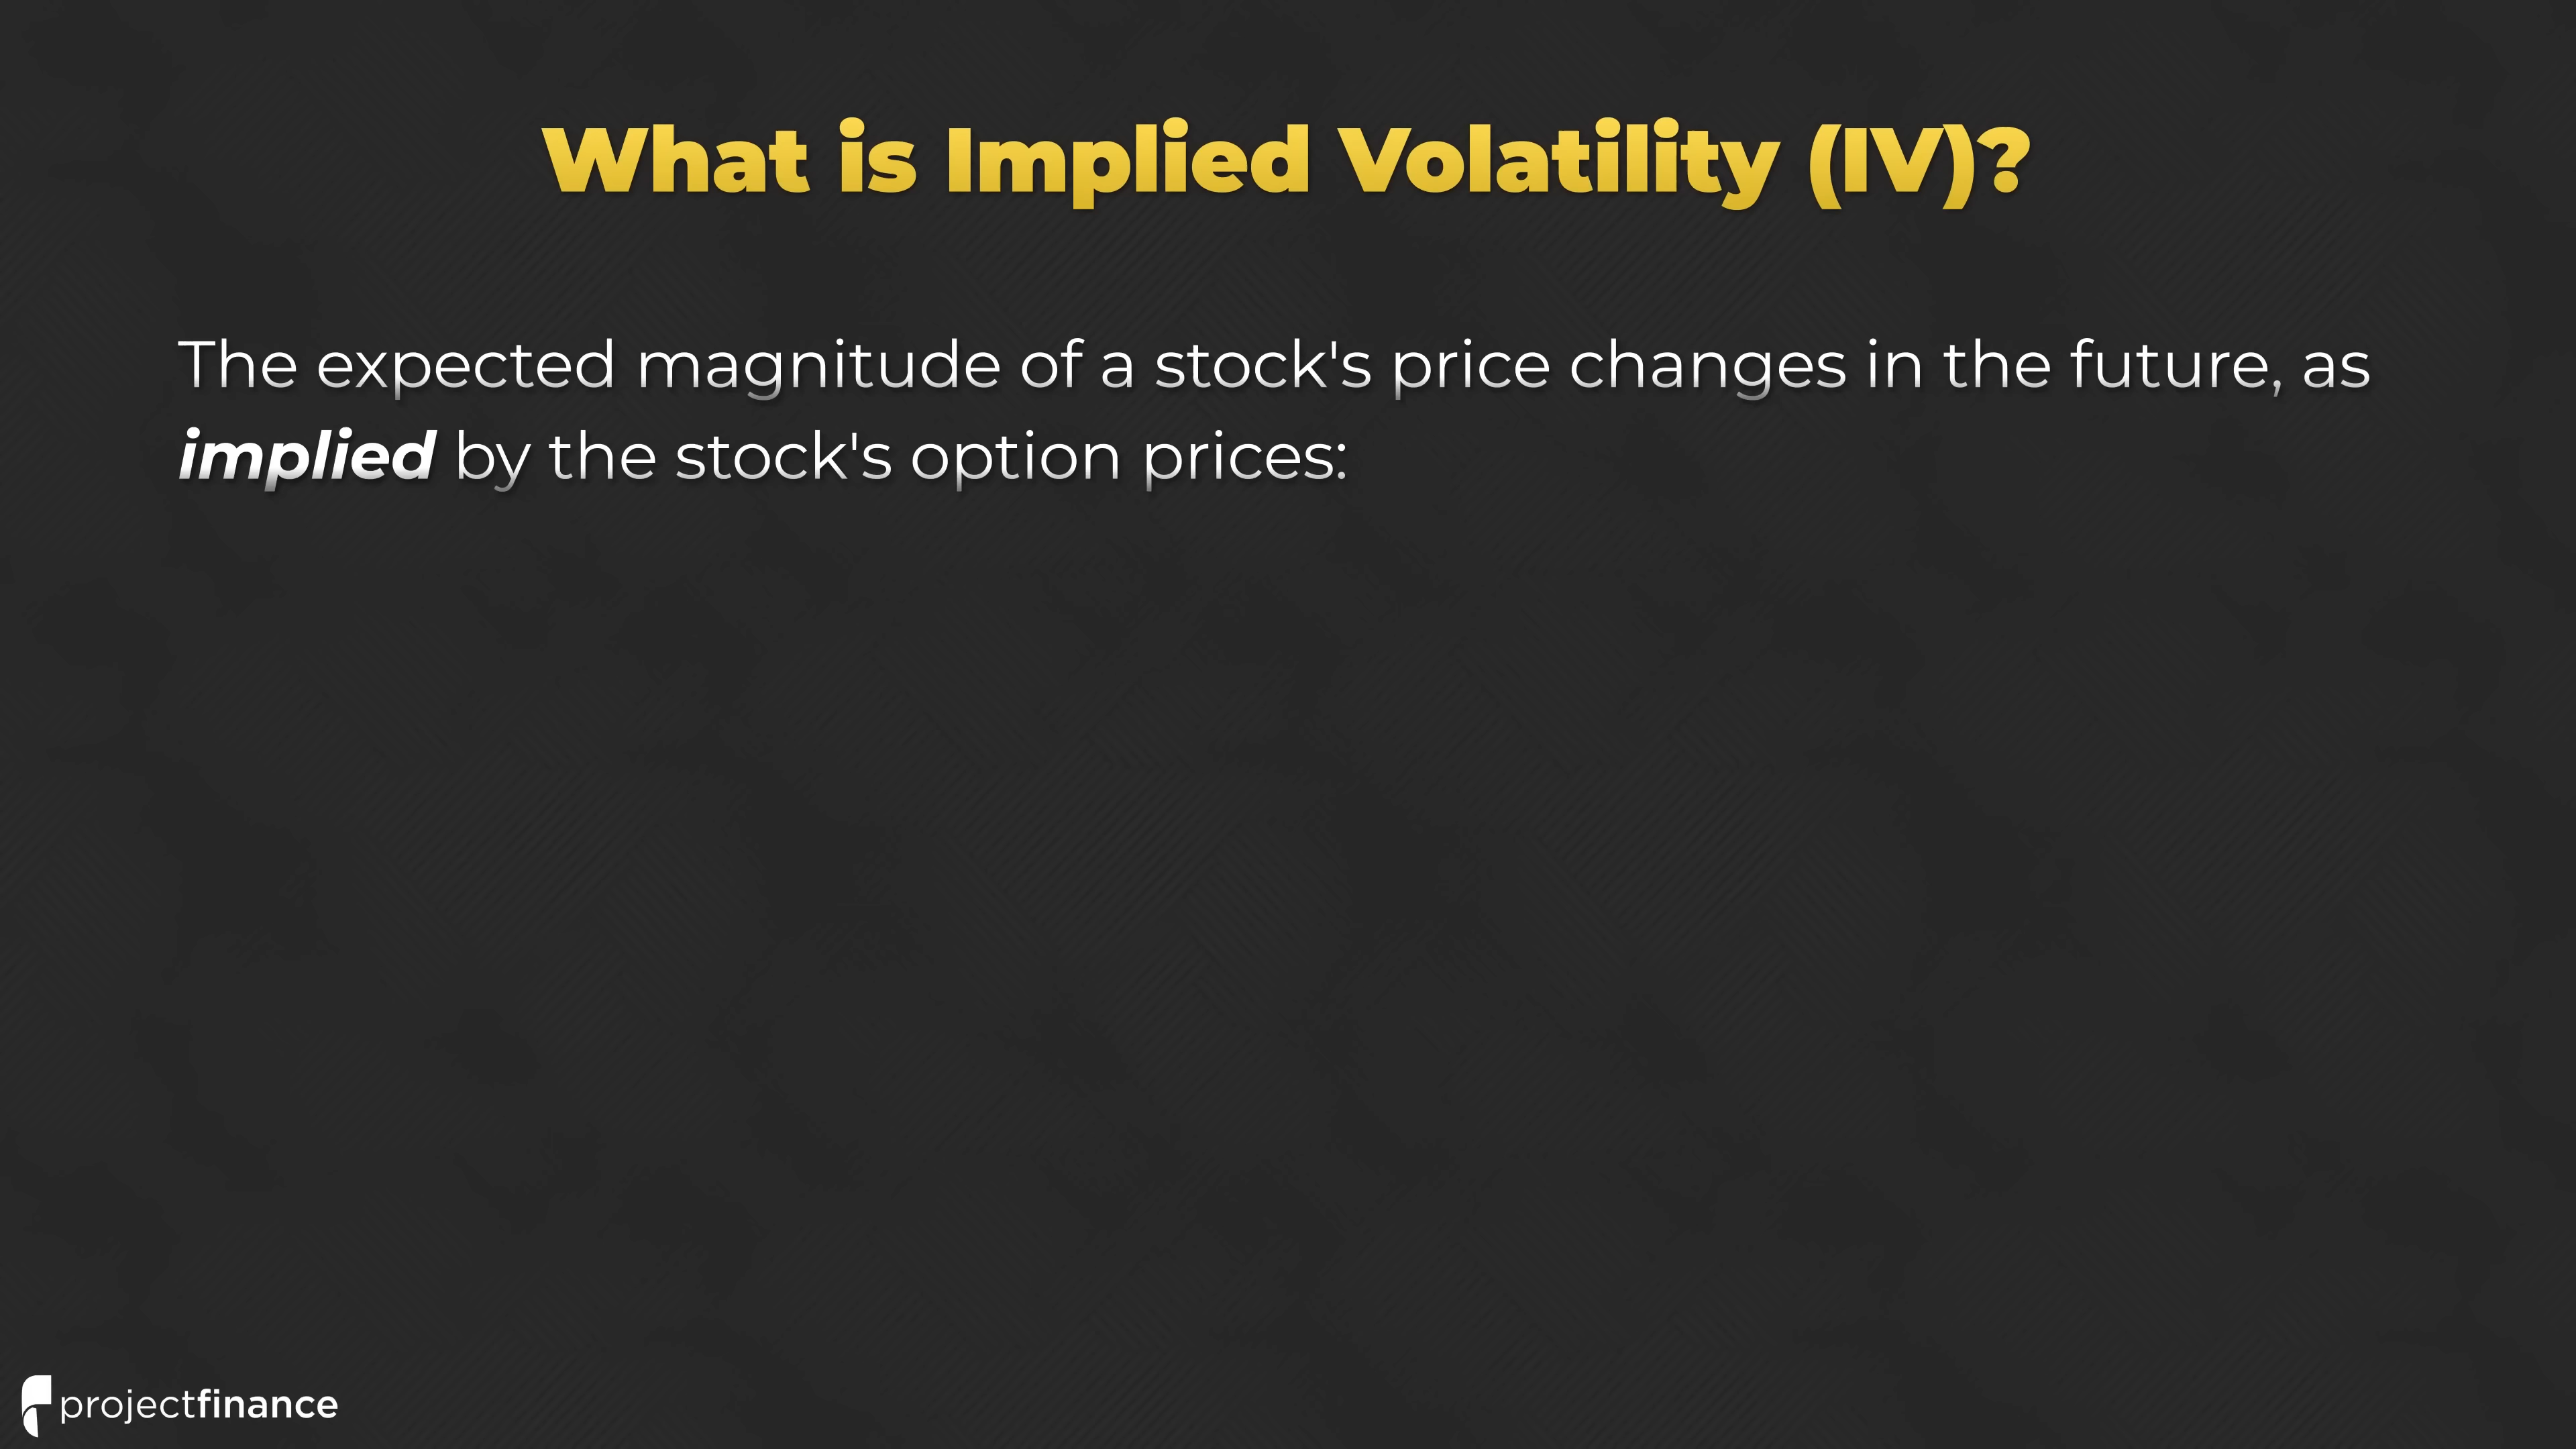 What is Implied Volatility (IV)?
The expected magnitude of a stock's price changes in the future, as
implied by the stock's option prices:
projectfinance